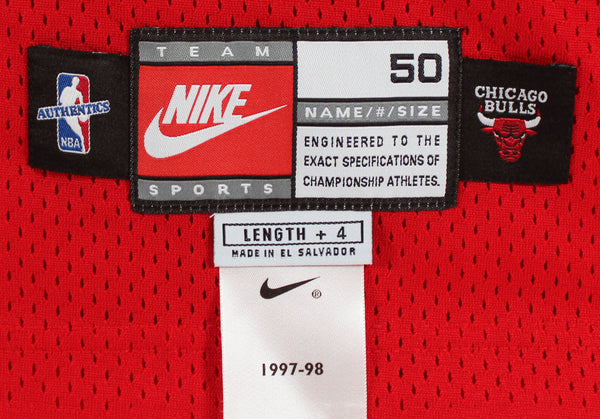 AUTHENTICS
NBA
TEAM
NIKE
SPORTS
50
NAME/#/SIZE
ENGINEERED TO THE
EXACT SPECIFICATIONS OF
CHAMPIONSHIP ATHLETES.
CHICAGO
BULLS
LENGTH + 4
MADE IN EL SALVADOR
®
1997-98